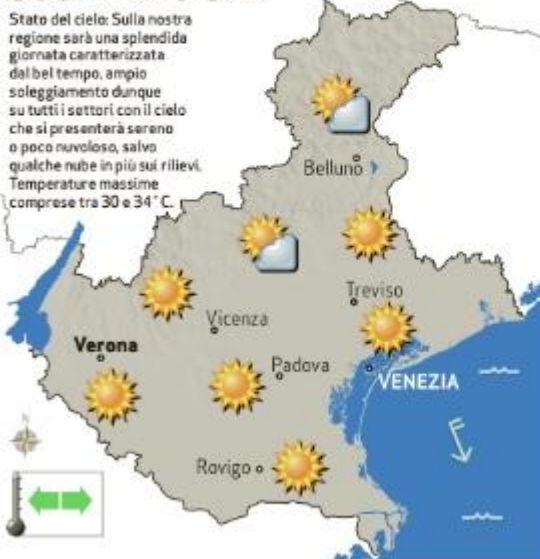 Stato del cielo: Sulla nostra
regione sarà una splendida
giornata caratterizzata
dal bel tempo, ampio
soleggiamento dunque
su tutti i settori con il cielo
che si presenterà sereno
o poco nuvoloso, salvo
qualche nube in più sui rilievi.
Temperature massime
comprese tra 30 e 34°C.
Belluno
Treviso
Vicenza
Verona
Padova
VENEZIA
N
Rovigo